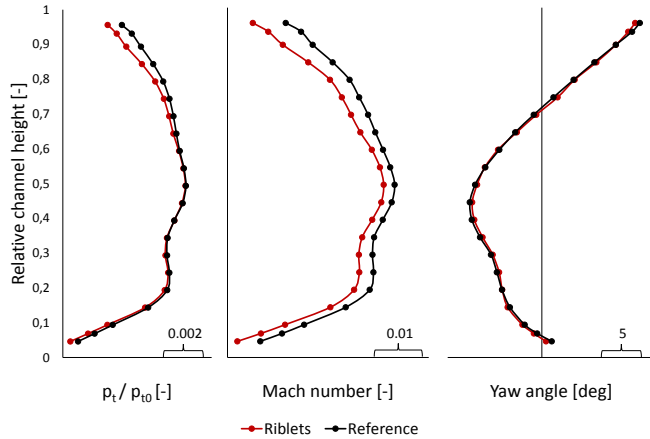 1
0,9
0,8
0,7
0,6
0,5
0,4
0,3
0,2
0,1
0
Relative channel height [-]
0.002
0.01
5
pt / pt0 [-]
Mach number [-]
Yaw angle [deg]
Riblets
Reference